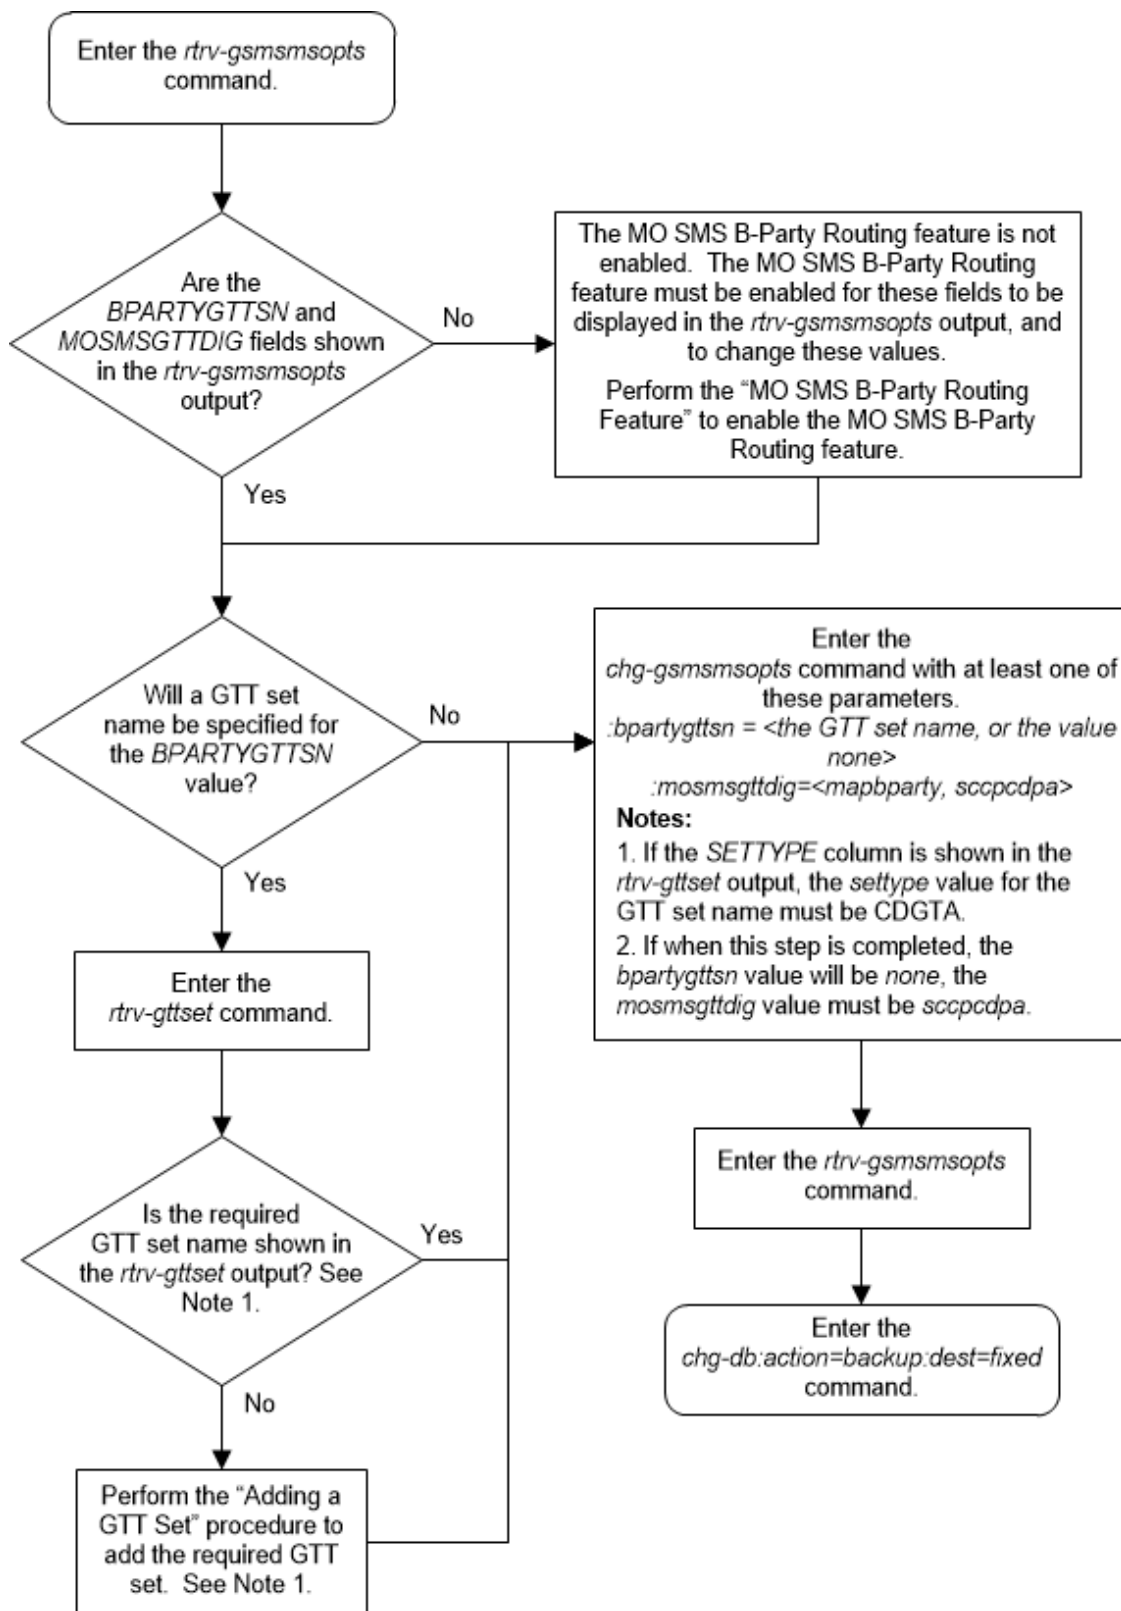 Enter the rtrv-gsmsmsopts
command.
Are the
BPARTYGTTSN and
MOSMSGTTDIG fields shown
in the rtrv-gsmsmsopts
output?
No
The MO SMS B-Party Routing feature is not
enabled. The MO SMS B-Party Routing
feature must be enabled for these fields to be
displayed in the rtrv-gsmsmsopts output, and
to change these values.
Perform the “MO SMS B-Party Routing
Feature” to enable the MO SMS B-Party
Routing feature.
Yes
Will a GTT set
name be specified for
the BPARTYGTTSN
value?
No
Enter the
chg-gsmsmsopts command with at least one of
these parameters.
:bpartygttsn = <the GTT set name, or the value
none>
:mosmsgttdig=<mapbparty, sccpcdpa>
Notes:
1. If the SETTYPE column is shown in the
rtrv-gttset output, the settype value for the
GTT set name must be CDGTA.
2. If when this step is completed, the
bpartygttsn value will be none, the
mosmsgttdig value must be sccpcdpa.
Yes
Enter the
rtrv-gttset command.
Is the required
GTT set name shown in
the rtrv-gttset output? See
Note 1.
Yes
No
Perform the “Adding a
GTT Set” procedure to
add the required GTT
set. See Note 1.
Enter the rtrv-gsmsmsopts
command.
Enter the
chg-db:action=backup:dest=fixed
command.